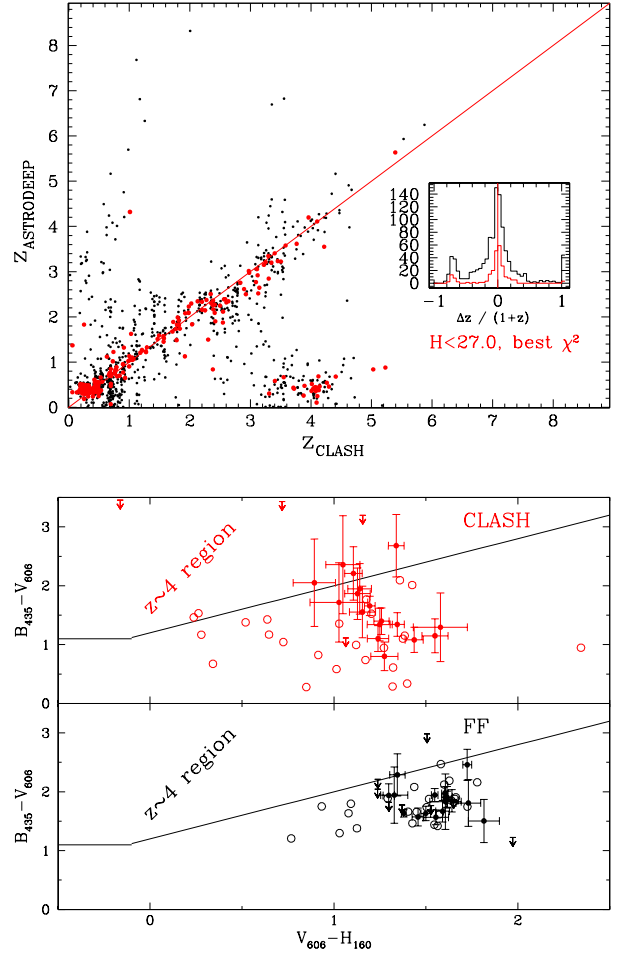 8
7
6
5
4
3
2
1
0
Z_ASTRODEEP
140
120
100
80
60
40
20
0
−1 0 1
Δz / (1+z)
H<27.0, best χ²
0 1 2 3 4 5 6 7 8
Z_CLASH
3
2
1
0
B₄₃₅−V₆₀₆
z~4 region
CLASH
3
2
1
0
B₄₃₅−V₆₀₆
z~4 region
FF
0 1 2
V₆₀₆−H₁₆₀